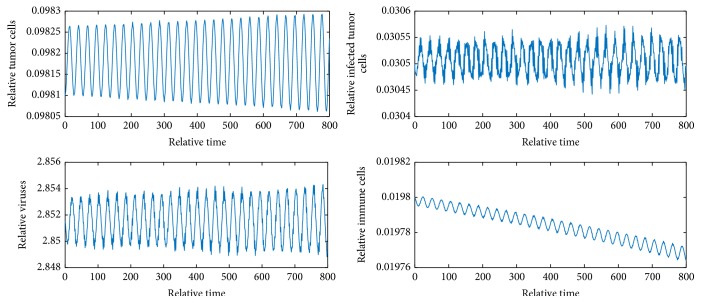 Relative tumor cells
0.0983
0.09825
0.0982
0.09815
0.0981
0.09805
0 100 200 300 400 500 600 700 800
Relative time
Relative infected tumor
cells
0.0306
0.03055
0.0305
0.03045
0.0304
0 100 200 300 400 500 600 700 800
Relative time
Relative viruses
2.856
2.854
2.852
2.85
2.848
0 100 200 300 400 500 600 700 800
Relative time
Relative immune cells
0.01982
0.0198
0.01978
0.01976
0 100 200 300 400 500 600 700 800
Relative time